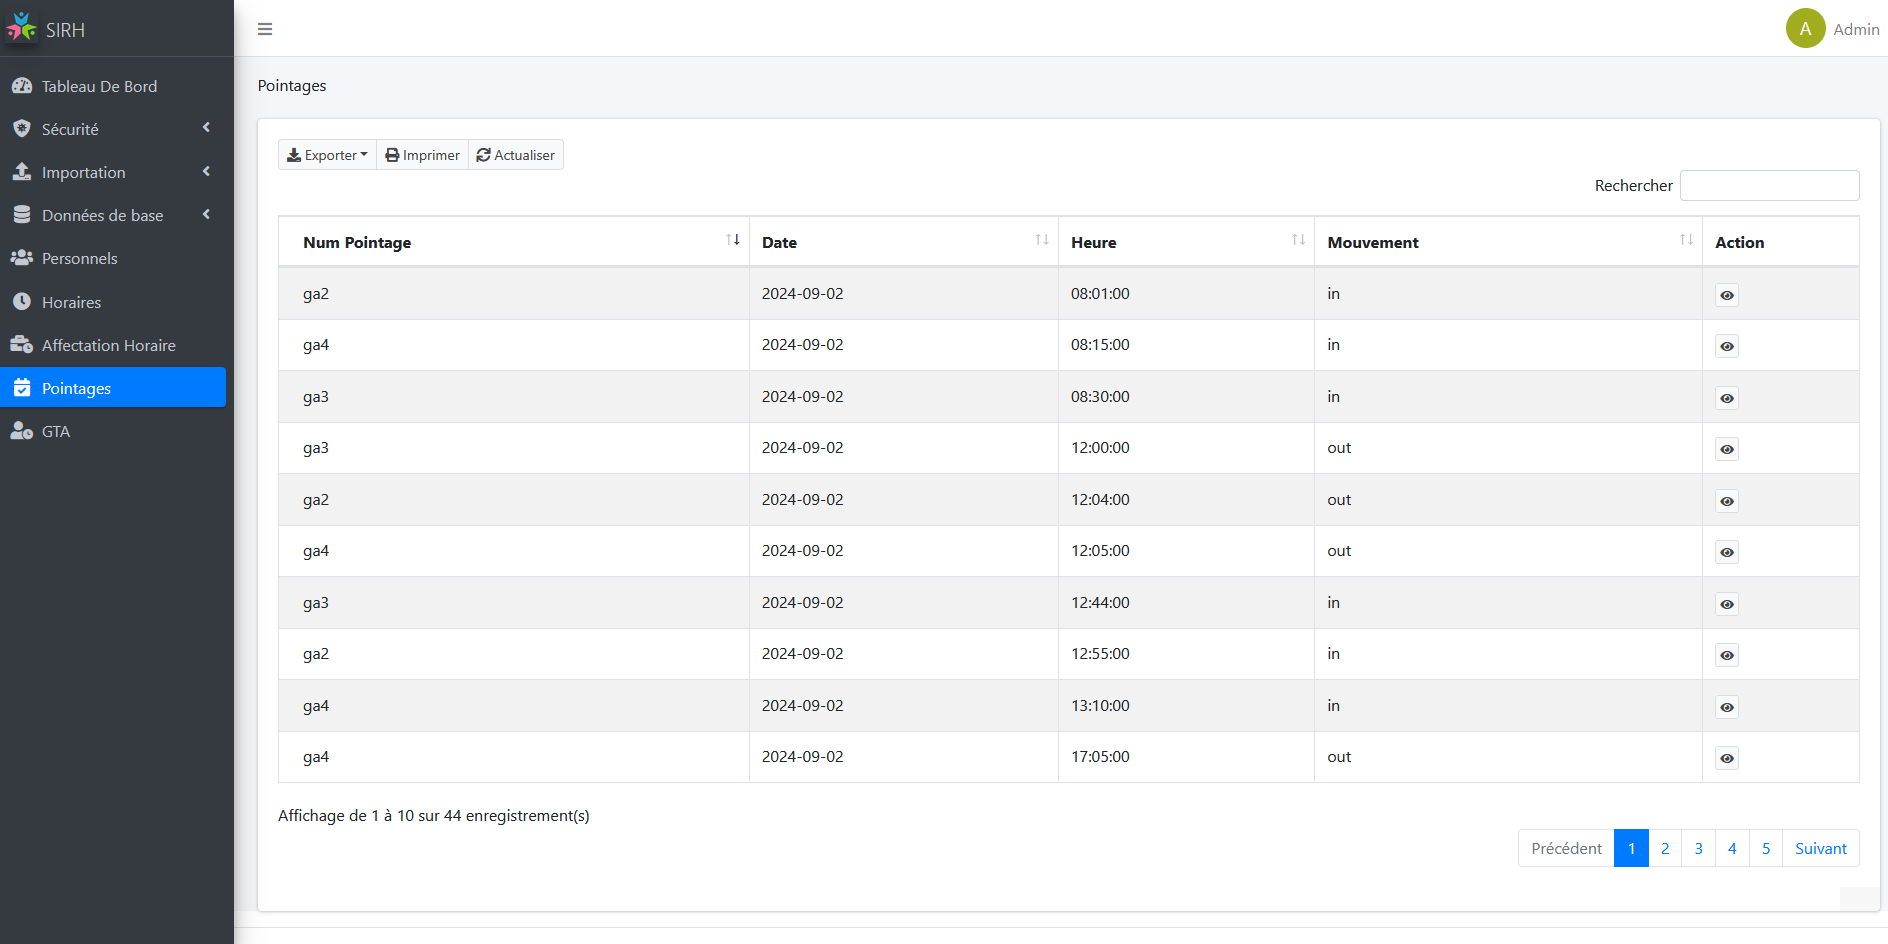 SIRH
A Admin
Tableau De Bord
Sécurité
Importation
Données de base
Personnels
Horaires
Affectation Horaire
Pointages
GTA
Pointages
Exporter Imprimer Actualiser
Rechercher
Num Pointage Date Heure Mouvement Action
ga2 2024-09-02 08:01:00 in
ga4 2024-09-02 08:15:00 in
ga3 2024-09-02 08:30:00 in
ga3 2024-09-02 12:00:00 out
ga2 2024-09-02 12:04:00 out
ga4 2024-09-02 12:05:00 out
ga3 2024-09-02 12:44:00 in
ga2 2024-09-02 12:55:00 in
ga4 2024-09-02 13:10:00 in
ga4 2024-09-02 17:05:00 out
Affichage de 1 à 10 sur 44 enregistrement(s)
Précédent 1 2 3 4 5 Suivant